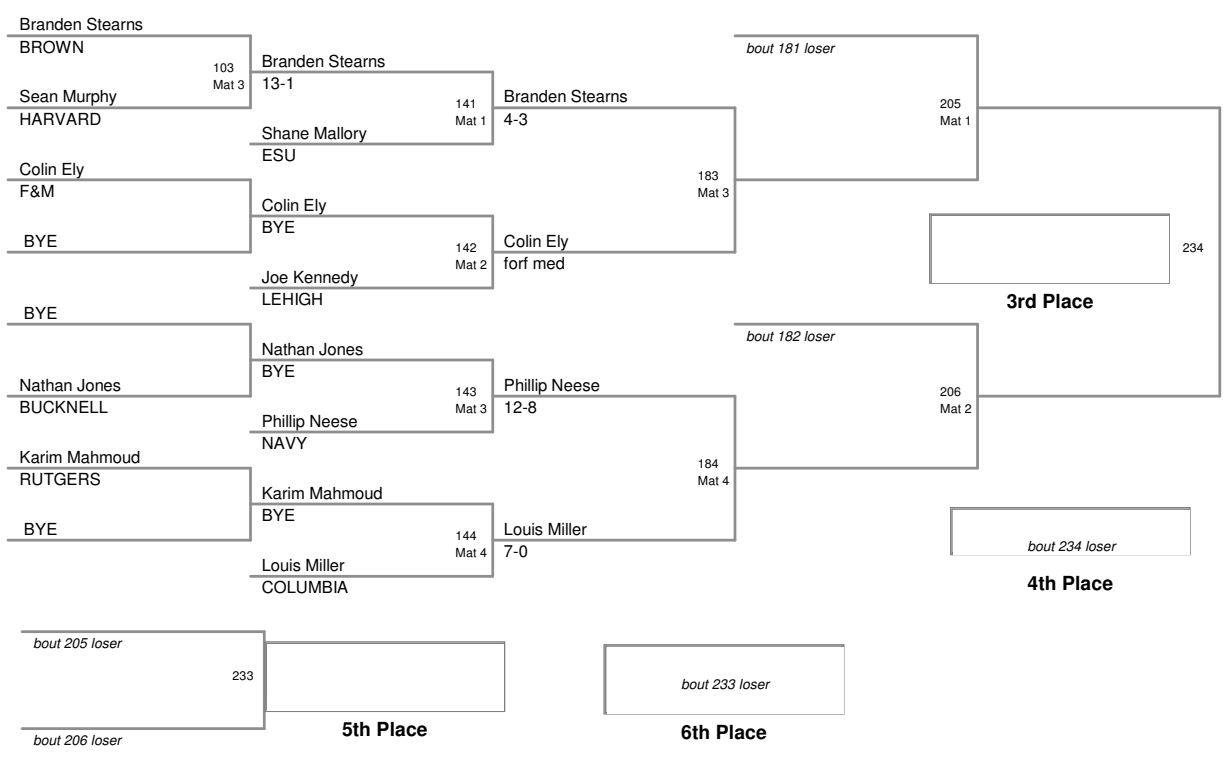 Branden Stearns
BROWN
103
Mat 3
Sean Murphy
HARVARD
Colin Ely
F&M
BYE
BYE
Nathan Jones
BUCKNELL
Karim Mahmoud
RUTGERS
BYE
Branden Stearns
13-1
141
Mat 1
Shane Mallory
ESU
Colin Ely
BYE
142
Mat 2
Joe Kennedy
LEHIGH
Nathan Jones
BYE
143
Mat 3
Phillip Neese
NAVY
Karim Mahmoud
BYE
144
Mat 4
Louis Miller
COLUMBIA
Branden Stearns
4-3
183
Mat 3
Colin Ely
forf med
Phillip Neese
12-8
184
Mat 4
Louis Miller
7-0
bout 181 loser
205
Mat 1
bout 182 loser
206
Mat 2
234
3rd Place
bout 234 loser
4th Place
bout 205 loser
233
bout 206 loser
5th Place
bout 233 loser
6th Place